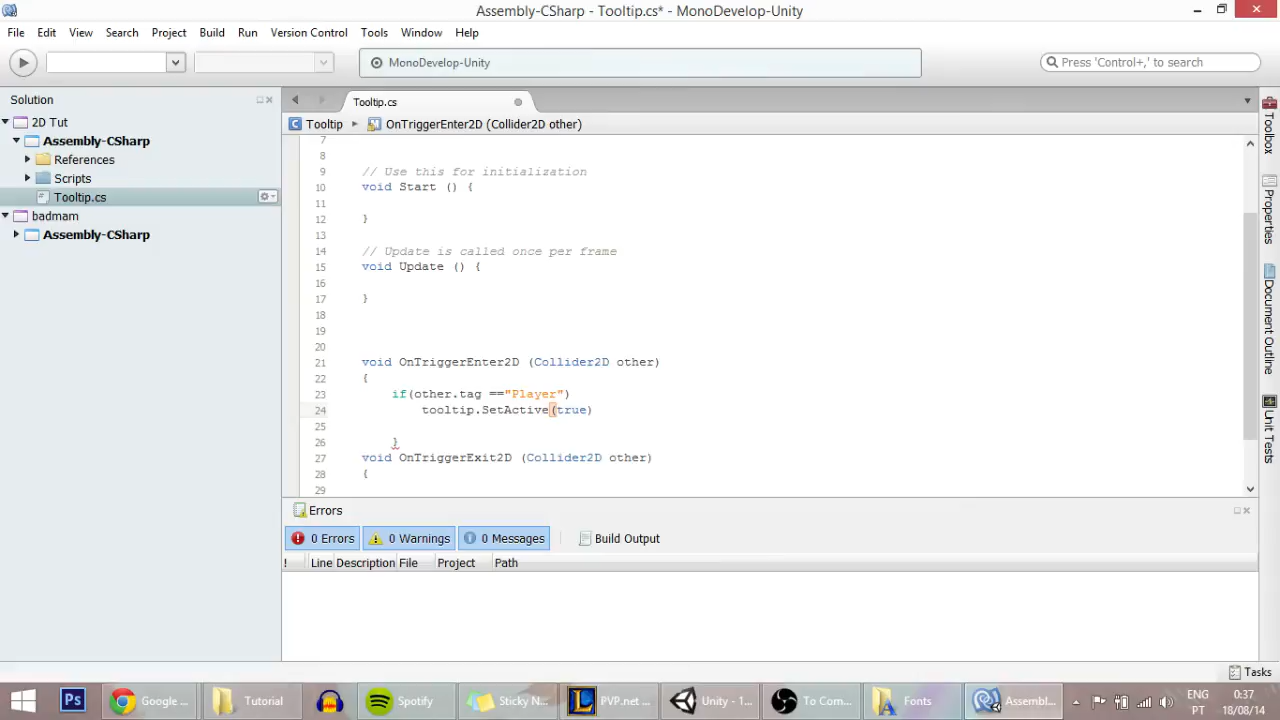 Assembly-CSharp - Tooltip.cs* - MonoDevelop-Unity
File Edit View Search Project Build Run Version Control Tools Window Help
MonoDevelop-Unity
Press 'Control+,' to search
Solution
Tooltip.cs
2D Tut
Assembly-CSharp
References
Scripts
Tooltip.cs
badmam
Assembly-CSharp
Tooltip OnTriggerEnter2D (Collider2D other)
7
8
9 // Use this for initialization
10 void Start () {
11
12 }
13
14 // Update is called once per frame
15 void Update () {
16
17 }
18
19
20
21 void OnTriggerEnter2D (Collider2D other)
22 {
23 if(other.tag =="Player")
24 tooltip.SetActive(true)
25
26 }
27 void OnTriggerExit2D (Collider2D other)
28 {
29
Toolbox
Properties
Document Outline
Unit Tests
Errors
0 Errors 0 Warnings 0 Messages Build Output
! Line Description File Project Path
Tasks
Ps Google ... Tutorial Spotify Sticky N... PVP.net ... Unity - 1... To Com... Fonts Assembl...
ENG 0:37
PT 18/08/14